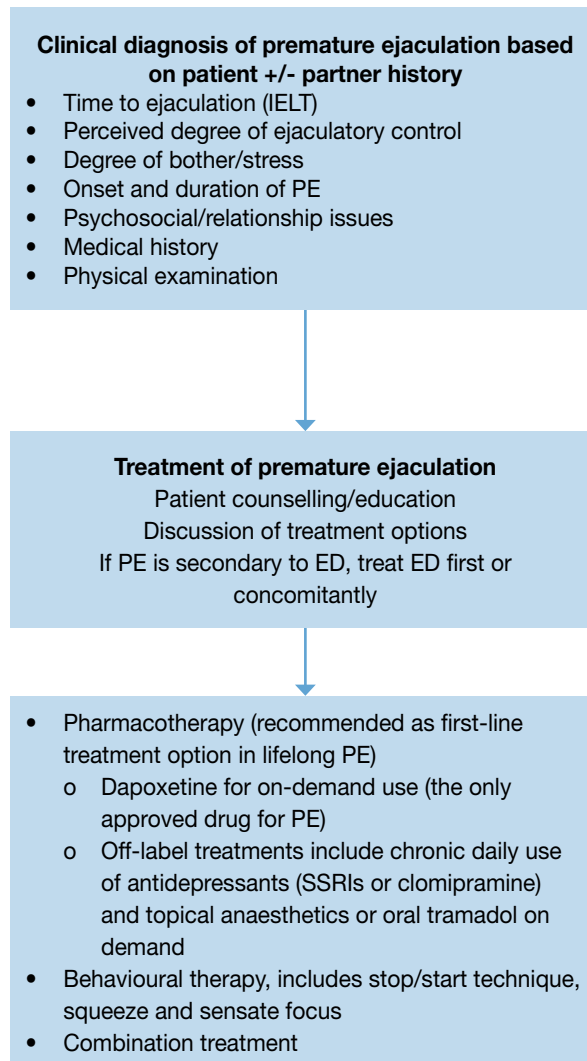 Clinical diagnosis of premature ejaculation based
on patient +/- partner history
• Time to ejaculation (IELT)
• Perceived degree of ejaculatory control
• Degree of bother/stress
• Onset and duration of PE
• Psychosocial/relationship issues
• Medical history
• Physical examination
Treatment of premature ejaculation
Patient counselling/education
Discussion of treatment options
If PE is secondary to ED, treat ED first or
concomitantly
• Pharmacotherapy (recommended as first-line
treatment option in lifelong PE)
o Dapoxetine for on-demand use (the only
approved drug for PE)
o Off-label treatments include chronic daily use
of antidepressants (SSRIs or clomipramine)
and topical anaesthetics or oral tramadol on
demand
• Behavioural therapy, includes stop/start technique,
squeeze and sensate focus
• Combination treatment